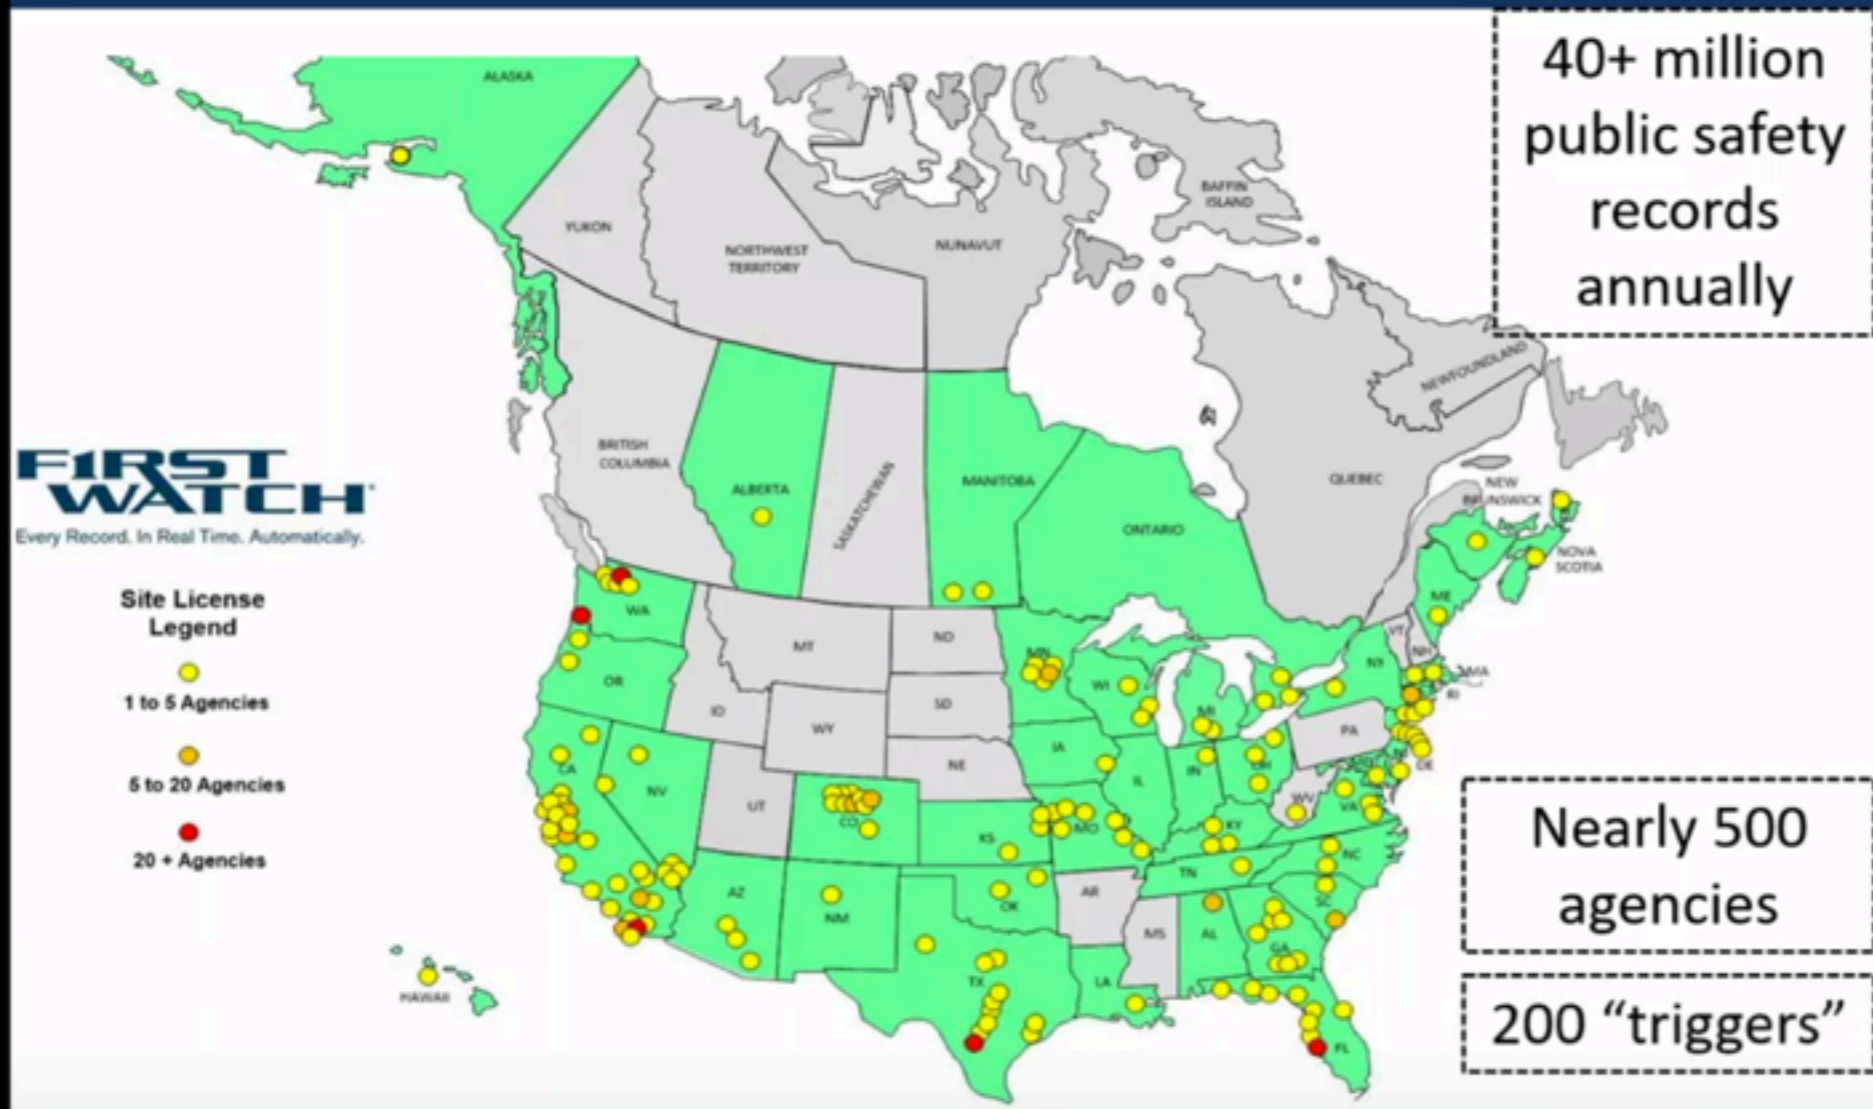 40+ million
public safety
records
annually
ALASKA
YUKON
NORTHWEST
TERRITORY
NUNAVUT
BAFFIN
ISLAND
NEWFOUNDLAND
BRITISH
COLUMBIA
ALBERTA
SASKATCHEWAN
MANITOBA
ONTARIO
QUEBEC
NEW
BRUNSWICK
NOVA
SCOTIA
FIRST
WATCH
Every Record. In Real Time. Automatically.
Site License
Legend
1 to 5 Agencies
5 to 20 Agencies
20 + Agencies
WA
MT
ND
MN
ME
VT
NH
MA
RI
NY
OR
ID
WY
SD
WI
MI
PA
NJ
DE
CA
NV
UT
CO
NE
IA
IL
IN
OH
WV
VA
MD
KS
MO
KY
NC
TN
SC
AZ
NM
OK
AR
MS
AL
GA
TX
LA
FL
HAWAII
Nearly 500
agencies
200 “triggers”